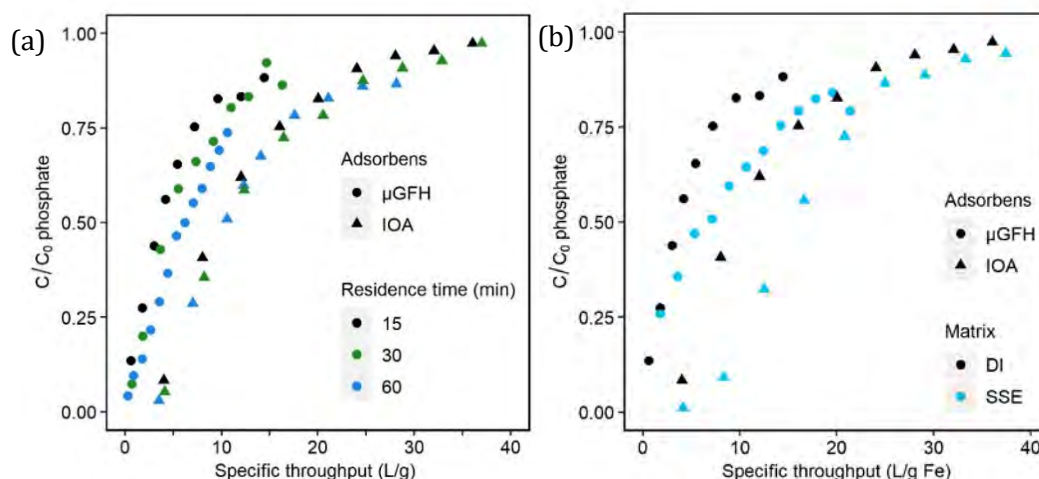 (a)
C/C₀ phosphate
1.00
0.75
0.50
0.25
0.00
Adsorbens
µGFH
IOA
Residence time (min)
15
30
60
0 10 20 30 40
Specific throughput (L/g)
(b)
C/C₀ phosphate
1.00
0.75
0.50
0.25
0.00
Adsorbens
µGFH
IOA
Matrix
DI
SSE
0 10 20 30 40
Specific throughput (L/g Fe)